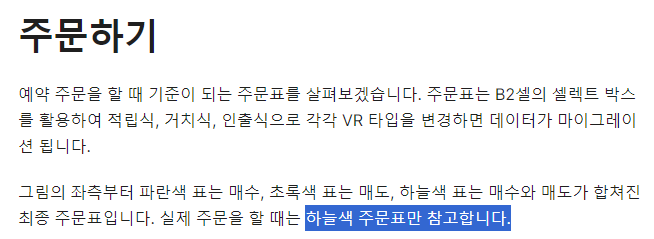 주문하기
예약 주문을 할 때 기준이 되는 주문표를 살펴보겠습니다. 주문표는 B2셀의 셀렉트 박스
를 활용하여 적립식, 거치식, 인출식으로 각각 VR 타입을 변경하면 데이터가 마이그레이
션 됩니다.
그림의 좌측부터 파란색 표는 매수, 초록색 표는 매도, 하늘색 표는 매수와 매도가 합쳐진
최종 주문표입니다. 실제 주문을 할 때는 하늘색 주문표만 참고합니다.